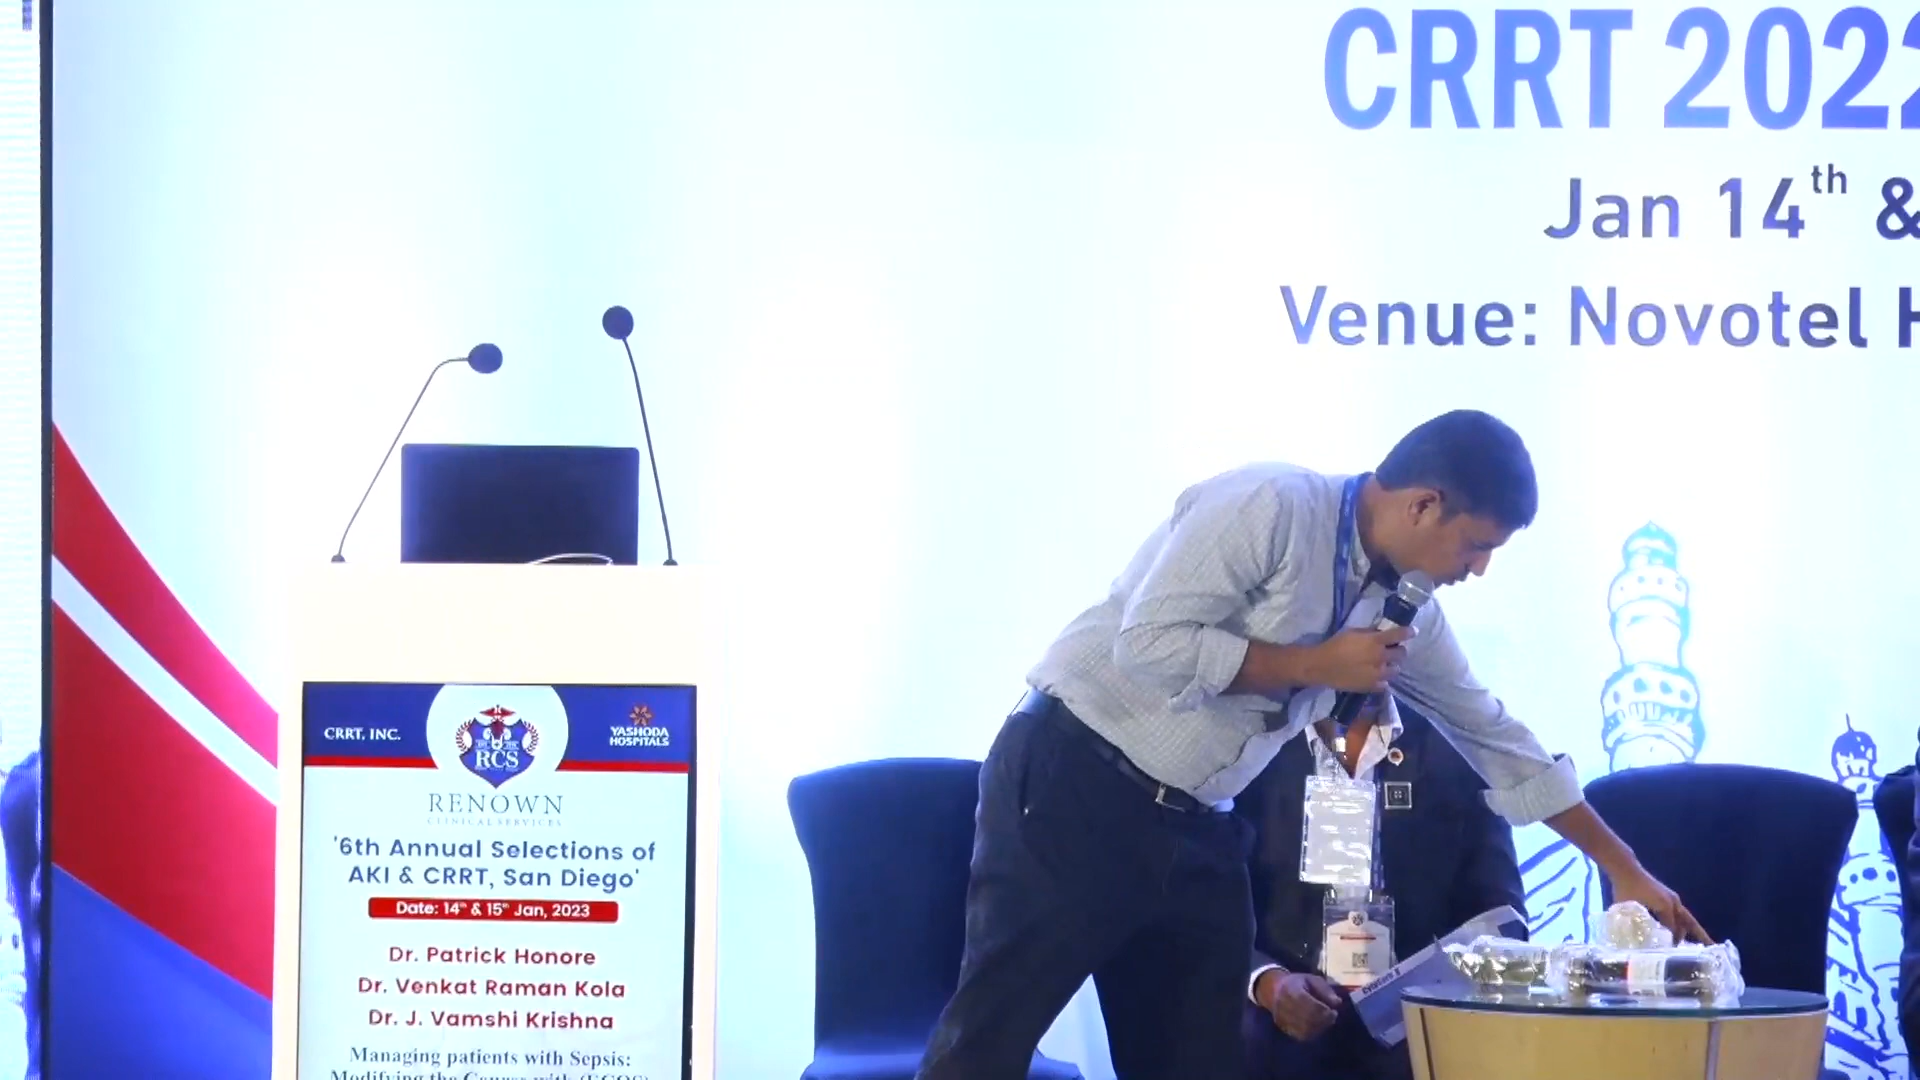 CRRT 2022
Jan 14th &
Venue: Novotel H
CRRT, INC.
YASHODA
HOSPITALS
RCS
RENOWN
CLINICAL SERVICES
'6th Annual Selections of
AKI & CRRT, San Diego'
Date: 14th & 15th Jan, 2023
Dr. Patrick Honore
Dr. Venkat Raman Kola
Dr. J. Vamshi Krishna
Managing patients with Sepsis: